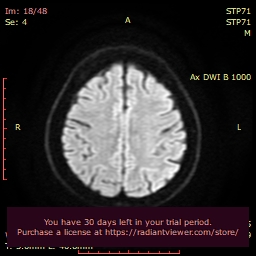 Im: 18/48
Se: 4
A
STP71
STP71
M
Ax DWI B 1000
R
L
You have 30 days left in your trial period.
Purchase a license at https://radiantviewer.com/store/